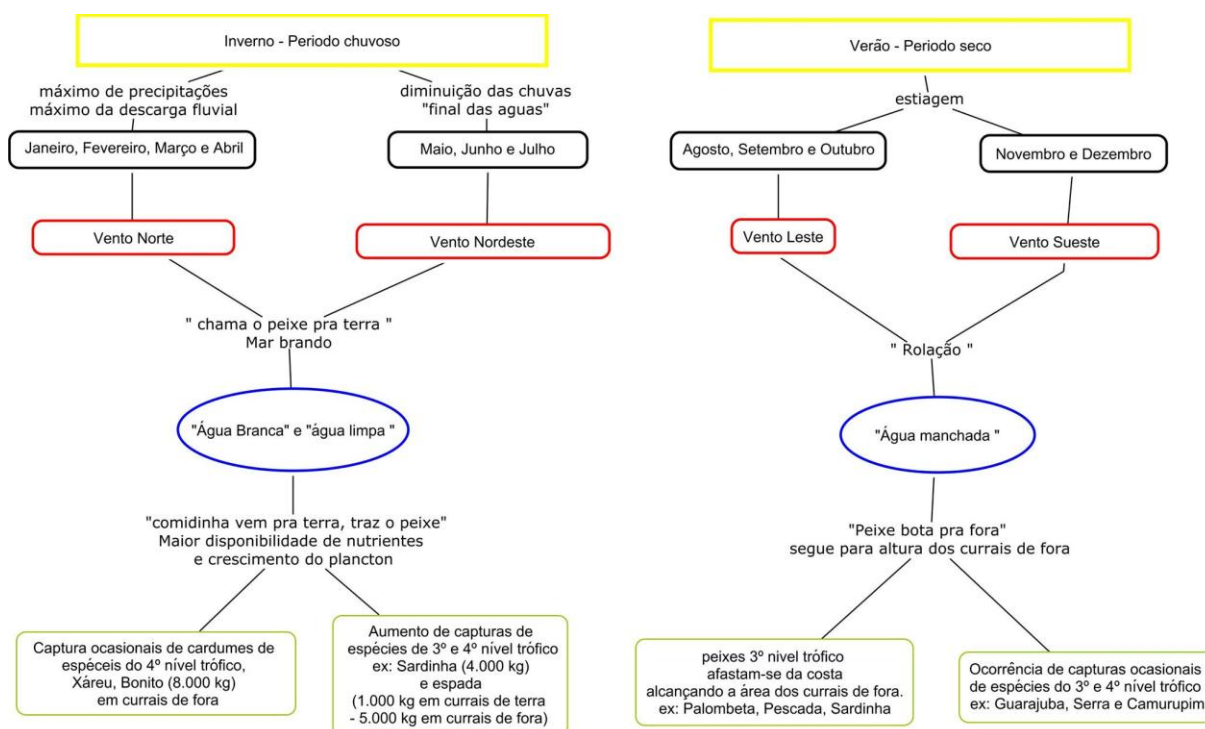 Inverno - Periodo chuvoso
máximo de precipitações
máximo da descarga fluvial
diminuição das chuvas
"final das aguas"
Janeiro, Fevereiro, Março e Abril
Maio, Junho e Julho
Vento Norte
Vento Nordeste
" chama o peixe pra terra "
Mar brando
"Água Branca" e "água limpa "
"comidinha vem pra terra, traz o peixe"
Maior disponibilidade de nutrientes
e crescimento do plancton
Captura ocasionais de cardumes de
espéceis do 4º nível trófico,
Xáreu, Bonito (8.000 kg)
em currais de fora
Aumento de capturas de
espécies de 3º e 4º nível trófico
ex: Sardinha (4.000 kg)
e espada
(1.000 kg em currais de terra
- 5.000 kg em currais de fora)
Verão - Periodo seco
estiagem
Agosto, Setembro e Outubro
Novembro e Dezembro
Vento Leste
Vento Sueste
" Rolação "
"Água manchada "
"Peixe bota pra fora"
segue para altura dos currais de fora
peixes 3º nivel trófico
afastam-se da costa
alcançando a área dos currais de fora.
ex: Palombeta, Pescada, Sardinha
Ocorrência de capturas ocasionais
de espécies do 3º e 4º nível trófico
ex: Guarajuba, Serra e Camurupim